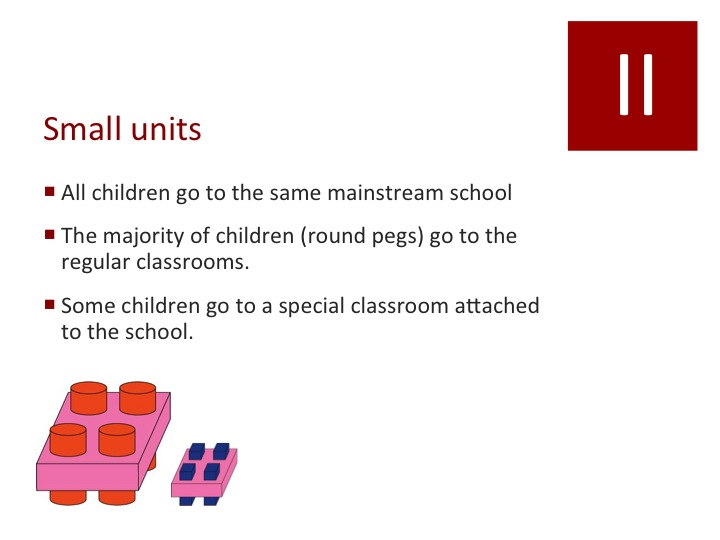 II
Small units
All children go to the same mainstream school
The majority of children (round pegs) go to the
regular classrooms.
Some children go to a special classroom attached
to the school.